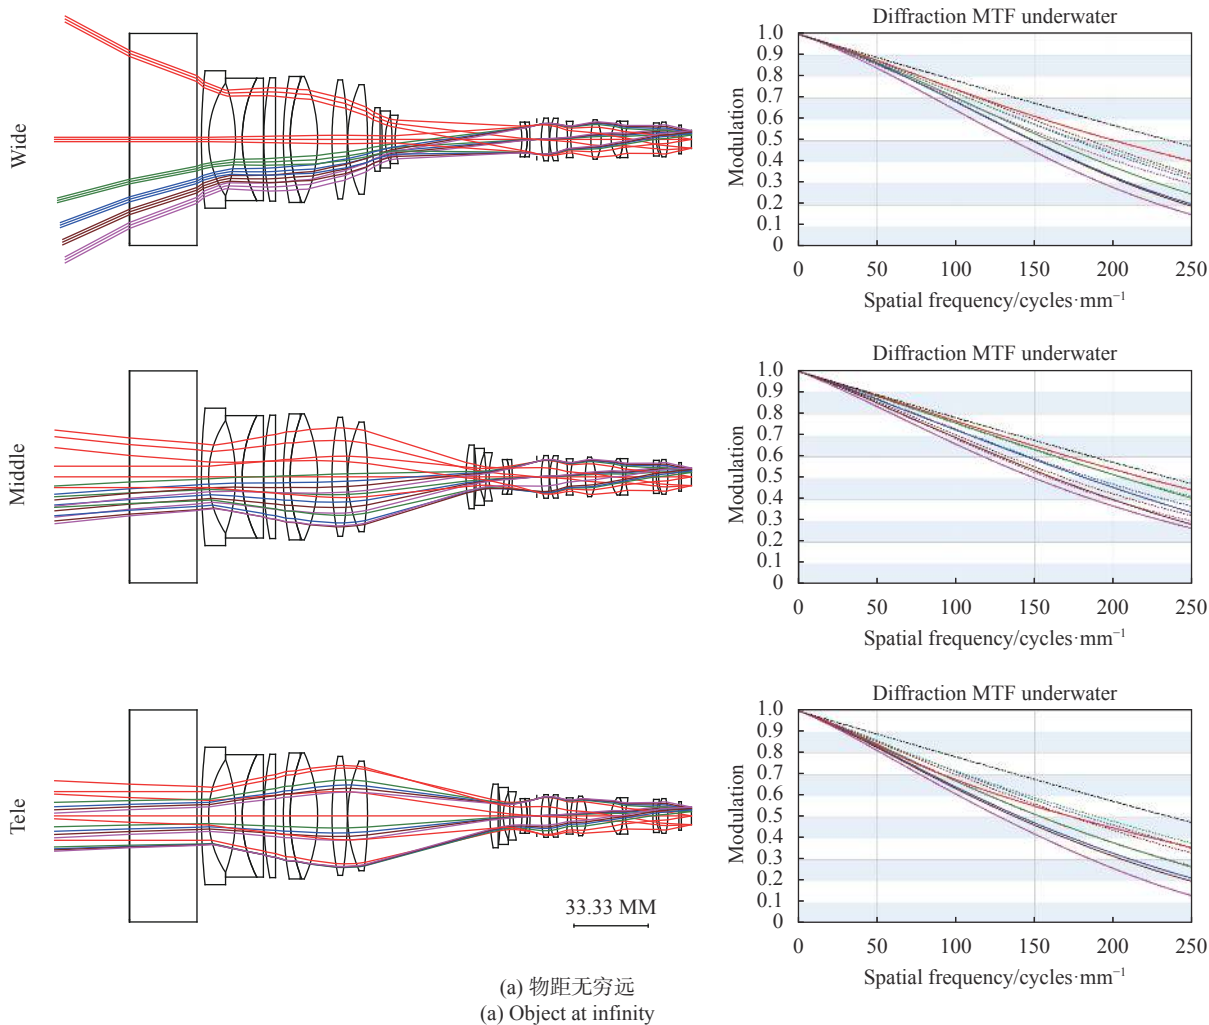 Wide
Diffraction MTF underwater
Modulation
1.0
0.9
0.8
0.7
0.6
0.5
0.4
0.3
0.2
0.1
0
0 50 100 150 200 250
Spatial frequency/cycles·mm⁻¹
Middle
Diffraction MTF underwater
Modulation
1.0
0.9
0.8
0.7
0.6
0.5
0.4
0.3
0.2
0.1
0
0 50 100 150 200 250
Spatial frequency/cycles·mm⁻¹
Tele
33.33 MM
Diffraction MTF underwater
Modulation
1.0
0.9
0.8
0.7
0.6
0.5
0.4
0.3
0.2
0.1
0
0 50 100 150 200 250
Spatial frequency/cycles·mm⁻¹
(a) 物距无穷远
(a) Object at infinity